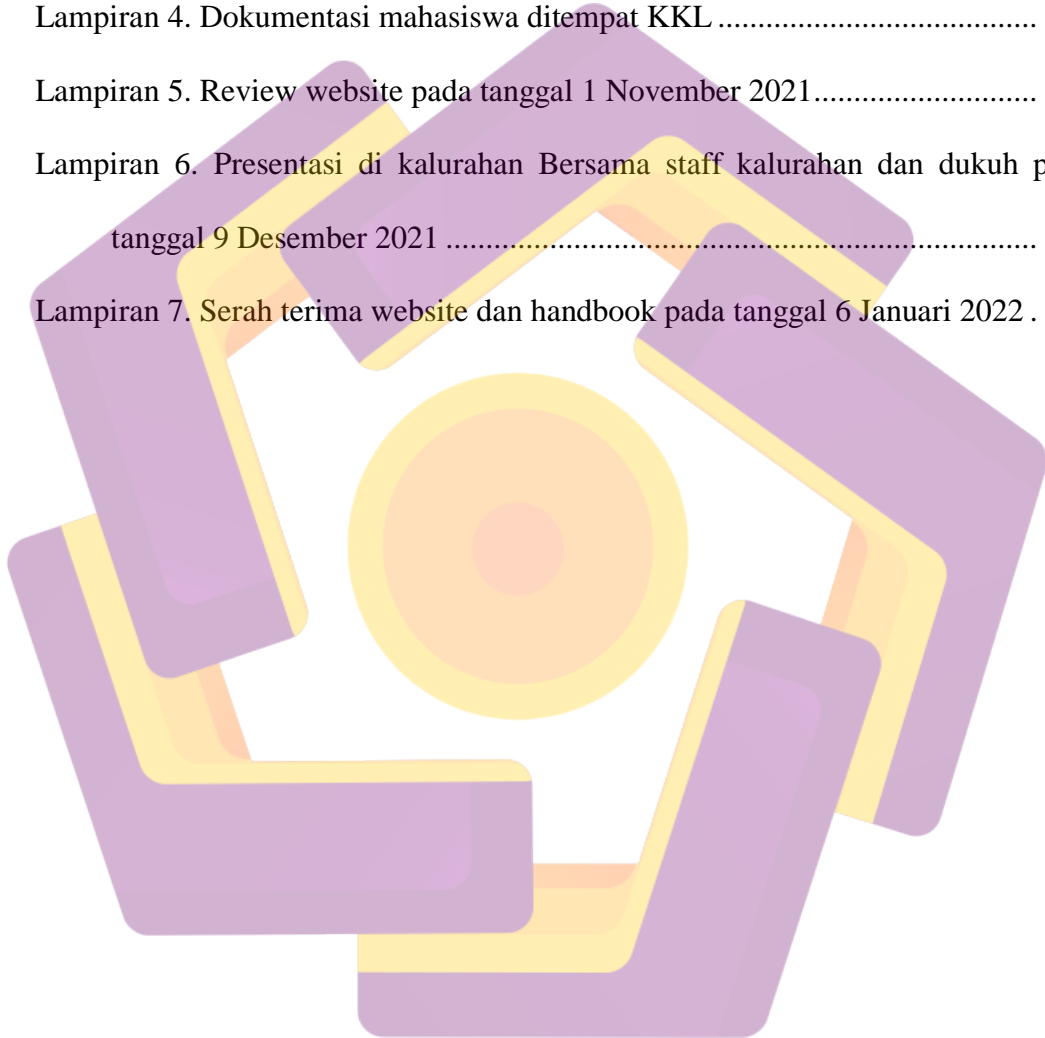 Lampiran 4. Dokumentasi mahasiswa ditempat KKL ......................................
Lampiran 5. Review website pada tanggal 1 November 2021...........................
Lampiran 6. Presentasi di kalurahan Bersama staff kalurahan dan dukuh p
tanggal 9 Desember 2021 .......................................................................
Lampiran 7. Serah terima website dan handbook pada tanggal 6 Januari 2022 .